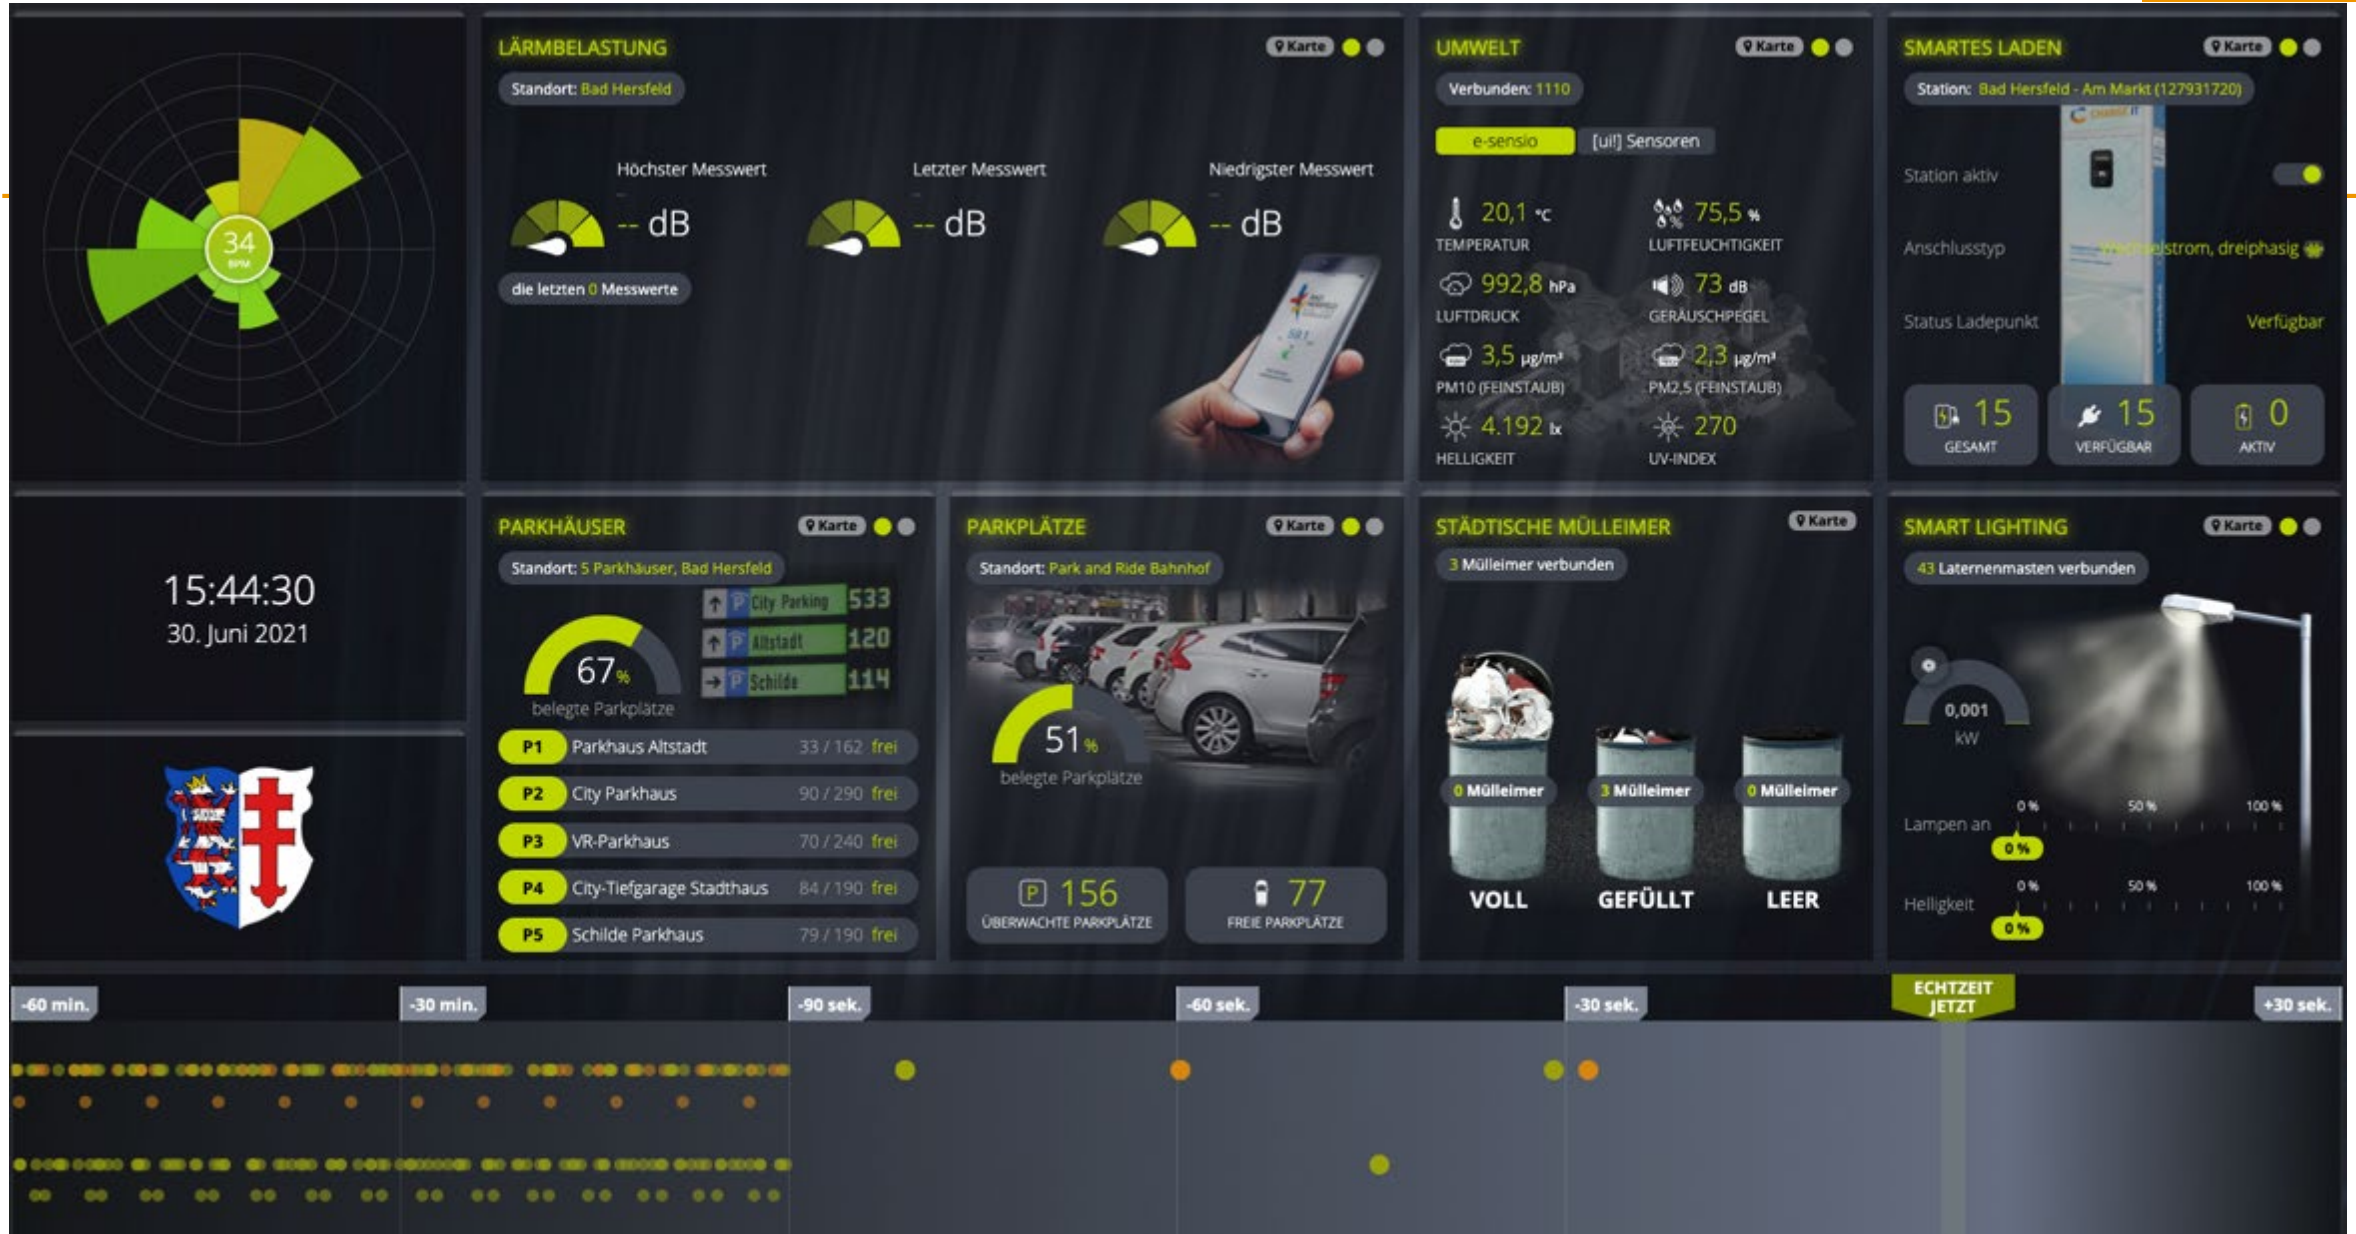 34
BPM
LÄRMBELASTUNG
Karte
Standort: Bad Hersfeld
Höchster Messwert
-- dB
Letzter Messwert
-- dB
Niedrigster Messwert
-- dB
die letzten 0 Messwerte
UMWELT
Karte
Verbunden: 1110
e-sensio
[ui!] Sensoren
20,1 °C
TEMPERATUR
75,5 %
LUFTFEUCHTIGKEIT
992,8 hPa
LUFTDRUCK
73 dB
GERÄUSCHPEGEL
3,5 µg/m³
PM10 (FEINSTAUB)
2,3 µg/m³
PM2,5 (FEINSTAUB)
4.192 lx
HELLIGKEIT
270
UV-INDEX
SMARTES LADEN
Karte
Station: Bad Hersfeld - Am Markt (127931720)
Station aktiv
Anschlusstyp
Wechselstrom, dreiphasig
Status Ladepunkt
Verfügbar
15
GESAMT
15
VERFÜGBAR
0
AKTIV
15:44:30
30. Juni 2021
PARKHÄUSER
Karte
Standort: 5 Parkhäuser, Bad Hersfeld
P City Parking 533
P Altstadt 120
P Schilde 114
67%
belegte Parkplätze
P1 Parkhaus Altstadt 33 / 162 frei
P2 City Parkhaus 90 / 290 frei
P3 VR-Parkhaus 70 / 240 frei
P4 City-Tiefgarage Stadthaus 84 / 190 frei
P5 Schilde Parkhaus 79 / 190 frei
PARKPLÄTZE
Karte
Standort: Park and Ride Bahnhof
51%
belegte Parkplätze
P 156
ÜBERWACHTE PARKPLÄTZE
77
FREIE PARKPLÄTZE
STÄDTISCHE MÜLLEIMER
Karte
3 Mülleimer verbunden
0 Mülleimer
3 Mülleimer
0 Mülleimer
VOLL
GEFÜLLT
LEER
SMART LIGHTING
Karte
43 Laternenmasten verbunden
0,001
kW
0 % 50 % 100 %
Lampen an
0 %
0 % 50 % 100 %
Helligkeit
0 %
-60 min.
-30 min.
-90 sek.
-60 sek.
-30 sek.
ECHTZEIT
JETZT
+30 sek.